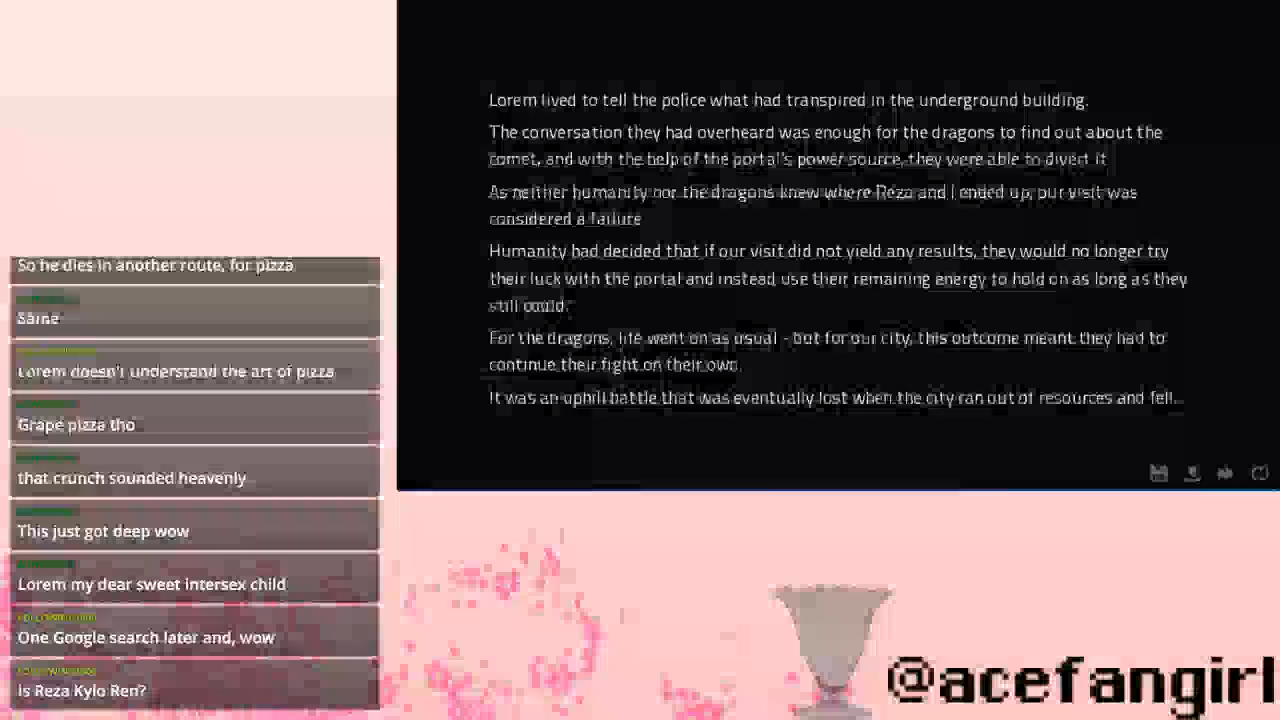 So he dies in another route, for pizza
Same
Lorem doesn't understand the art of pizza
Grape pizza tho
that crunch sounded heavenly
This just got deep wow
Lorem my dear sweet intersex child
One Google search later and, wow
Is Reza Kylo Ren?
Lorem lived to tell the police what had transpired in the underground building.
The conversation they had overheard was enough for the dragons to find out about the
comet, and with the help of the portal's power source, they were able to divert it
As neither humanity nor the dragons knew where Reza and I ended up, our visit was
considered a failure
Humanity had decided that if our visit did not yield any results, they would no longer try
their luck with the portal and instead use their remaining energy to hold on as long as they
still could.
For the dragons, life went on as usual - but for our city, this outcome meant they had to
continue their fight on their own.
It was an uphill battle that was eventually lost when the city ran out of resources and fell.
@acefangirl